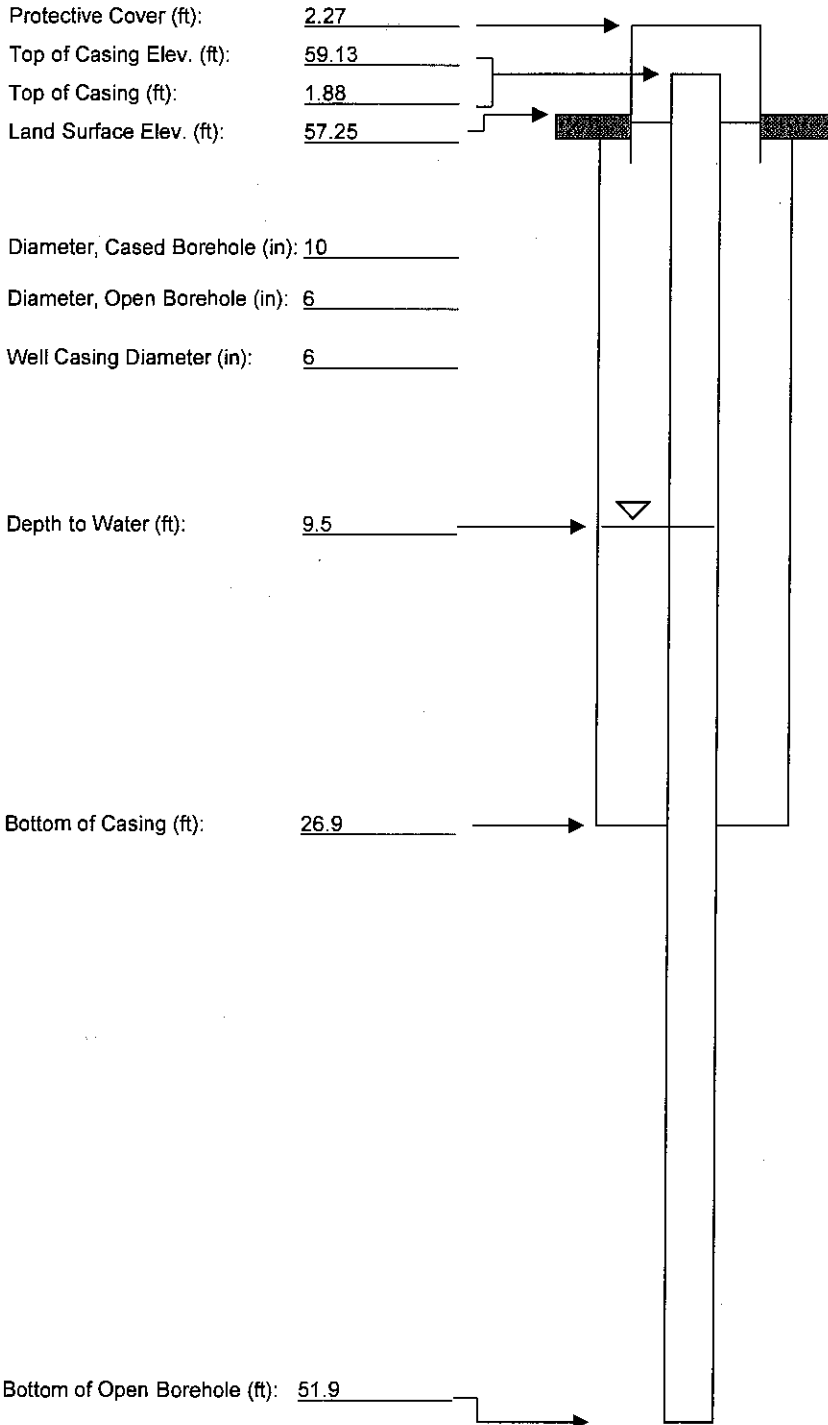 Protective Cover (ft): 2.27
Top of Casing Elev. (ft): 59.13
Top of Casing (ft): 1.88
Land Surface Elev. (ft): 57.25
Diameter, Cased Borehole (in): 10
Diameter, Open Borehole (in): 6
Well Casing Diameter (in): 6
Depth to Water (ft): 9.5
Bottom of Casing (ft): 26.9
Bottom of Open Borehole (ft): 51.9